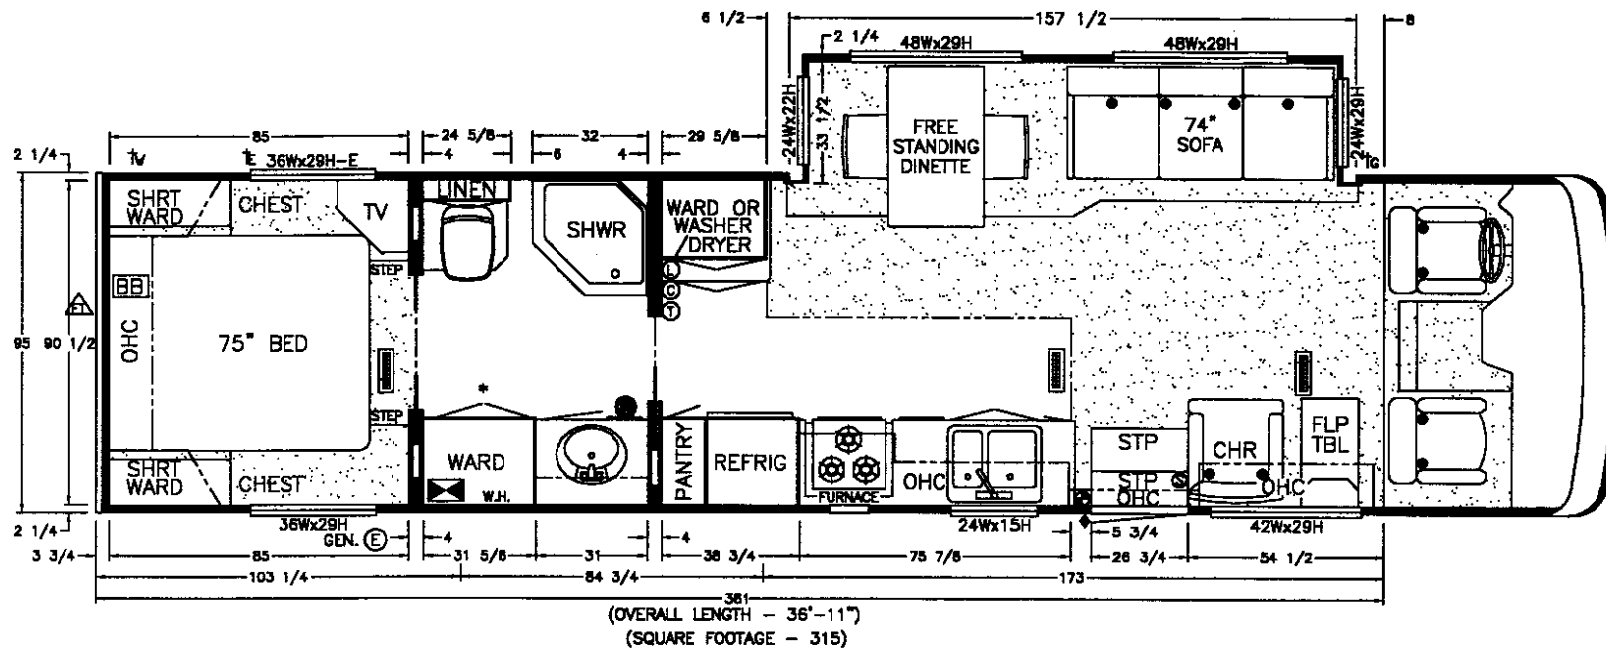 6 1/2
157 1/2
8
2 1/4
48Wx29H
48Wx29H
24Wx22H
33 1/2
24Wx29H
FREE
STANDING
DINETTE
74"
SOFA
85
24 5/8
32
29 5/8
4
6
4
2 1/4
TV
E
36Wx29H-E
TG
SHRT
WARD
CHEST
TV
LINEN
SHWR
WARD OR
WASHER
DRYER
STEP
L
C
T
BB
FT
OHC
75" BED
95
90 1/2
*
STEP
SHRT
WARD
CHEST
WARD
W.H.
PANTRY
REFRIG
FURNACE
OHC
STP
STP
OHC
CHR
OHC
FLP
TBL
36Wx29H
GEN. E
24Wx15H
42Wx29H
2 1/4
3 3/4
4
4
5 3/4
85
31 5/8
31
38 3/4
75 7/8
26 3/4
54 1/2
103 1/4
84 3/4
173
361
(OVERALL LENGTH - 36'-11")
(SQUARE FOOTAGE - 315)